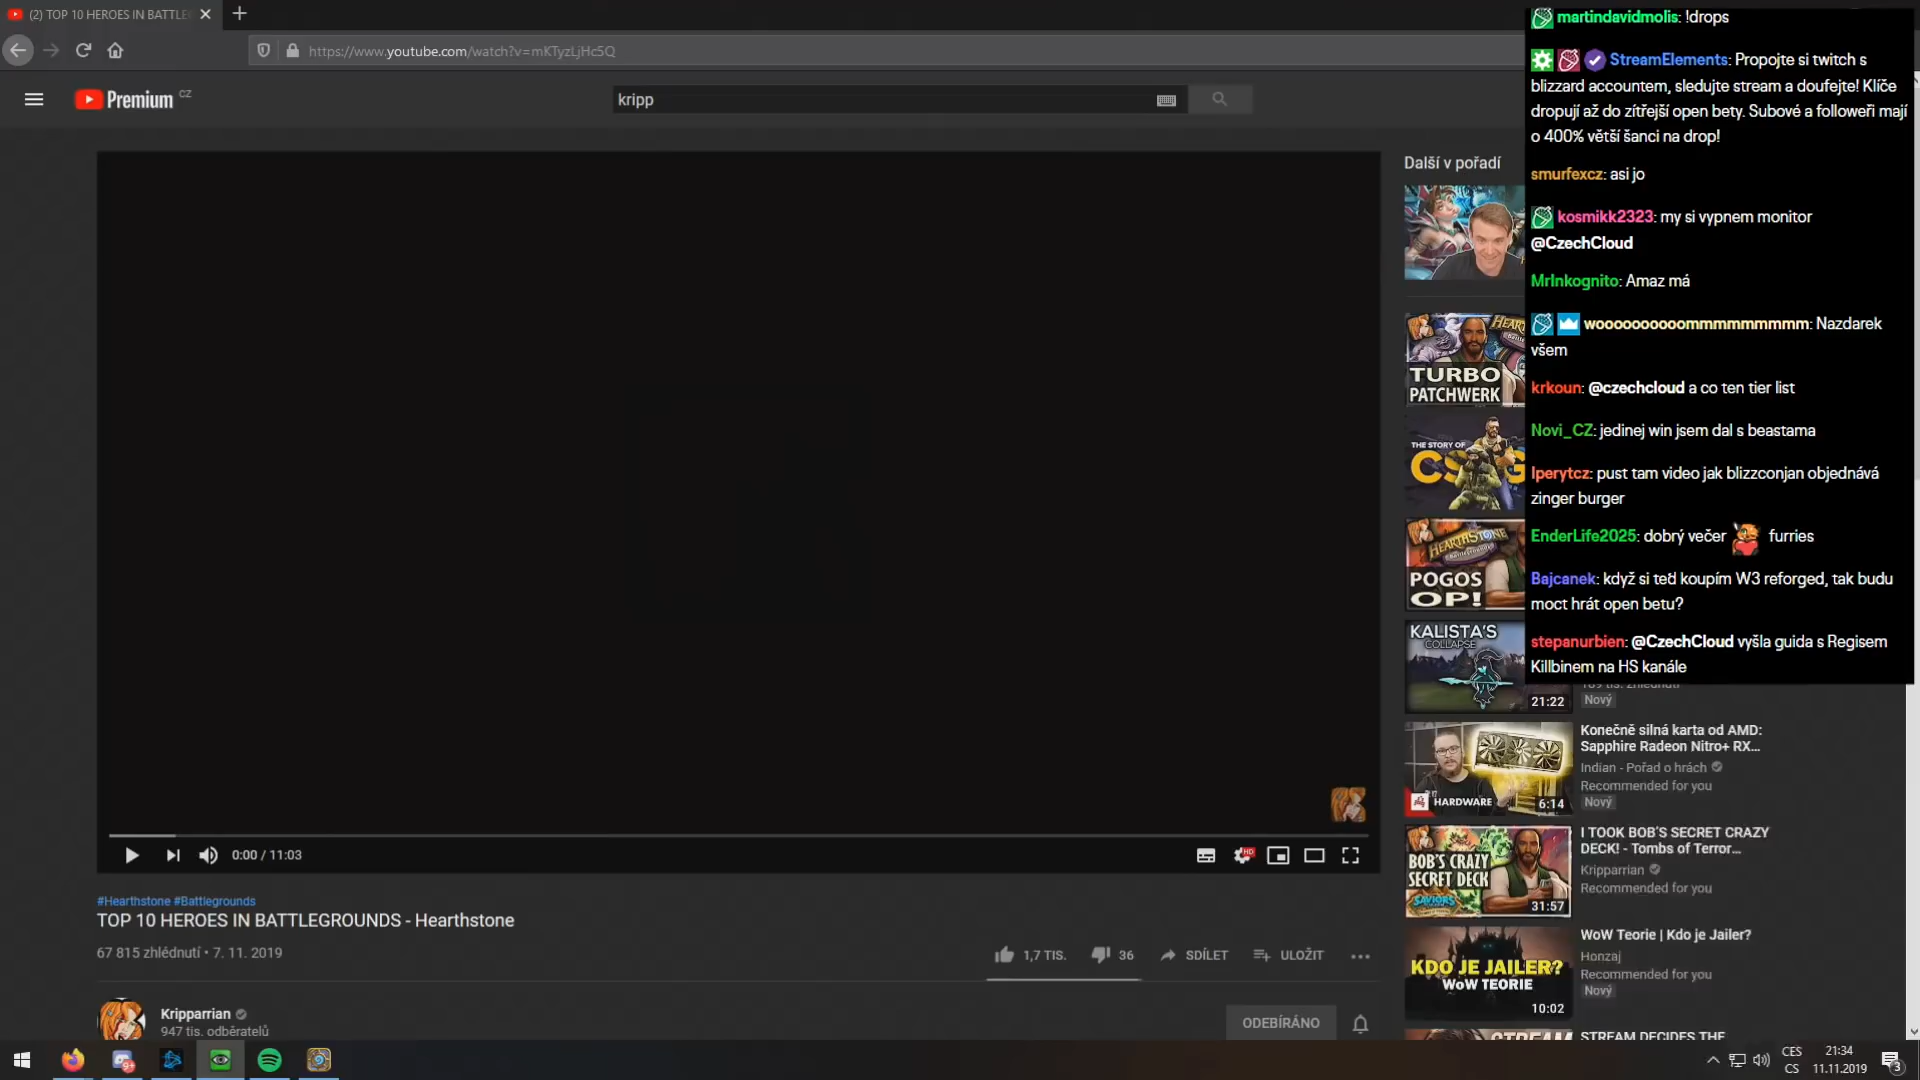 (2) TOP 10 HEROES IN BATTLE
https://www.youtube.com/watch?v=mKTyzLjHc5Q
Premium CZ
kripp
0:00 / 11:03
#Hearthstone #Battlegrounds
TOP 10 HEROES IN BATTLEGROUNDS - Hearthstone
67 815 zhlédnutí • 7. 11. 2019
1,7 TIS.
36
SDÍLET
ULOŽIT
Kripparrian
947 tis. odběratelů
ODEBÍRÁNO
Další v pořadí
TURBO
PATCHWERK
THE STORY OF
HEARTHSTONE
POGOS
OP!
KALISTA'S
COLLAPSE
21:22
Nový
HARDWARE
6:14
Konečně silná karta od AMD:
Sapphire Radeon Nitro+ RX...
Indian - Pořad o hrách
Recommended for you
Nový
BOB'S CRAZY
SECRET DECK
SAVIORS
31:57
I TOOK BOB'S SECRET CRAZY
DECK! - Tombs of Terror...
Kripparrian
Recommended for you
KDO JE JAILER?
WoW TEORIE
10:02
WoW Teorie | Kdo je Jailer?
Honzaj
Recommended for you
Nový
STREAM DECIDES THE
martindavidmolis: !drops
StreamElements: Propojte si twitch s
blizzard accountem, sledujte stream a doufejte! Klíče
dropují až do zítřejší open bety. Subové a followeři mají
o 400% větší šanci na drop!
smurfexcz: asi jo
kosmikk2323: my si vypnem monitor
@CzechCloud
MrInkognito: Amaz má
woooooooooommmmmmmmm: Nazdarek
všem
krkoun: @czechcloud a co ten tier list
Novi_CZ: jedinej win jsem dal s beastama
lperytcz: pust tam video jak blizzconjan objednává
zinger burger
EnderLife2025: dobrý večer furries
Bajcanek: když si teď koupím W3 reforged, tak budu
moct hrát open betu?
stepanurbien: @CzechCloud vyšla guida s Regisem
Killbinem na HS kanále
CES
CS
21:34
11.11.2019
3